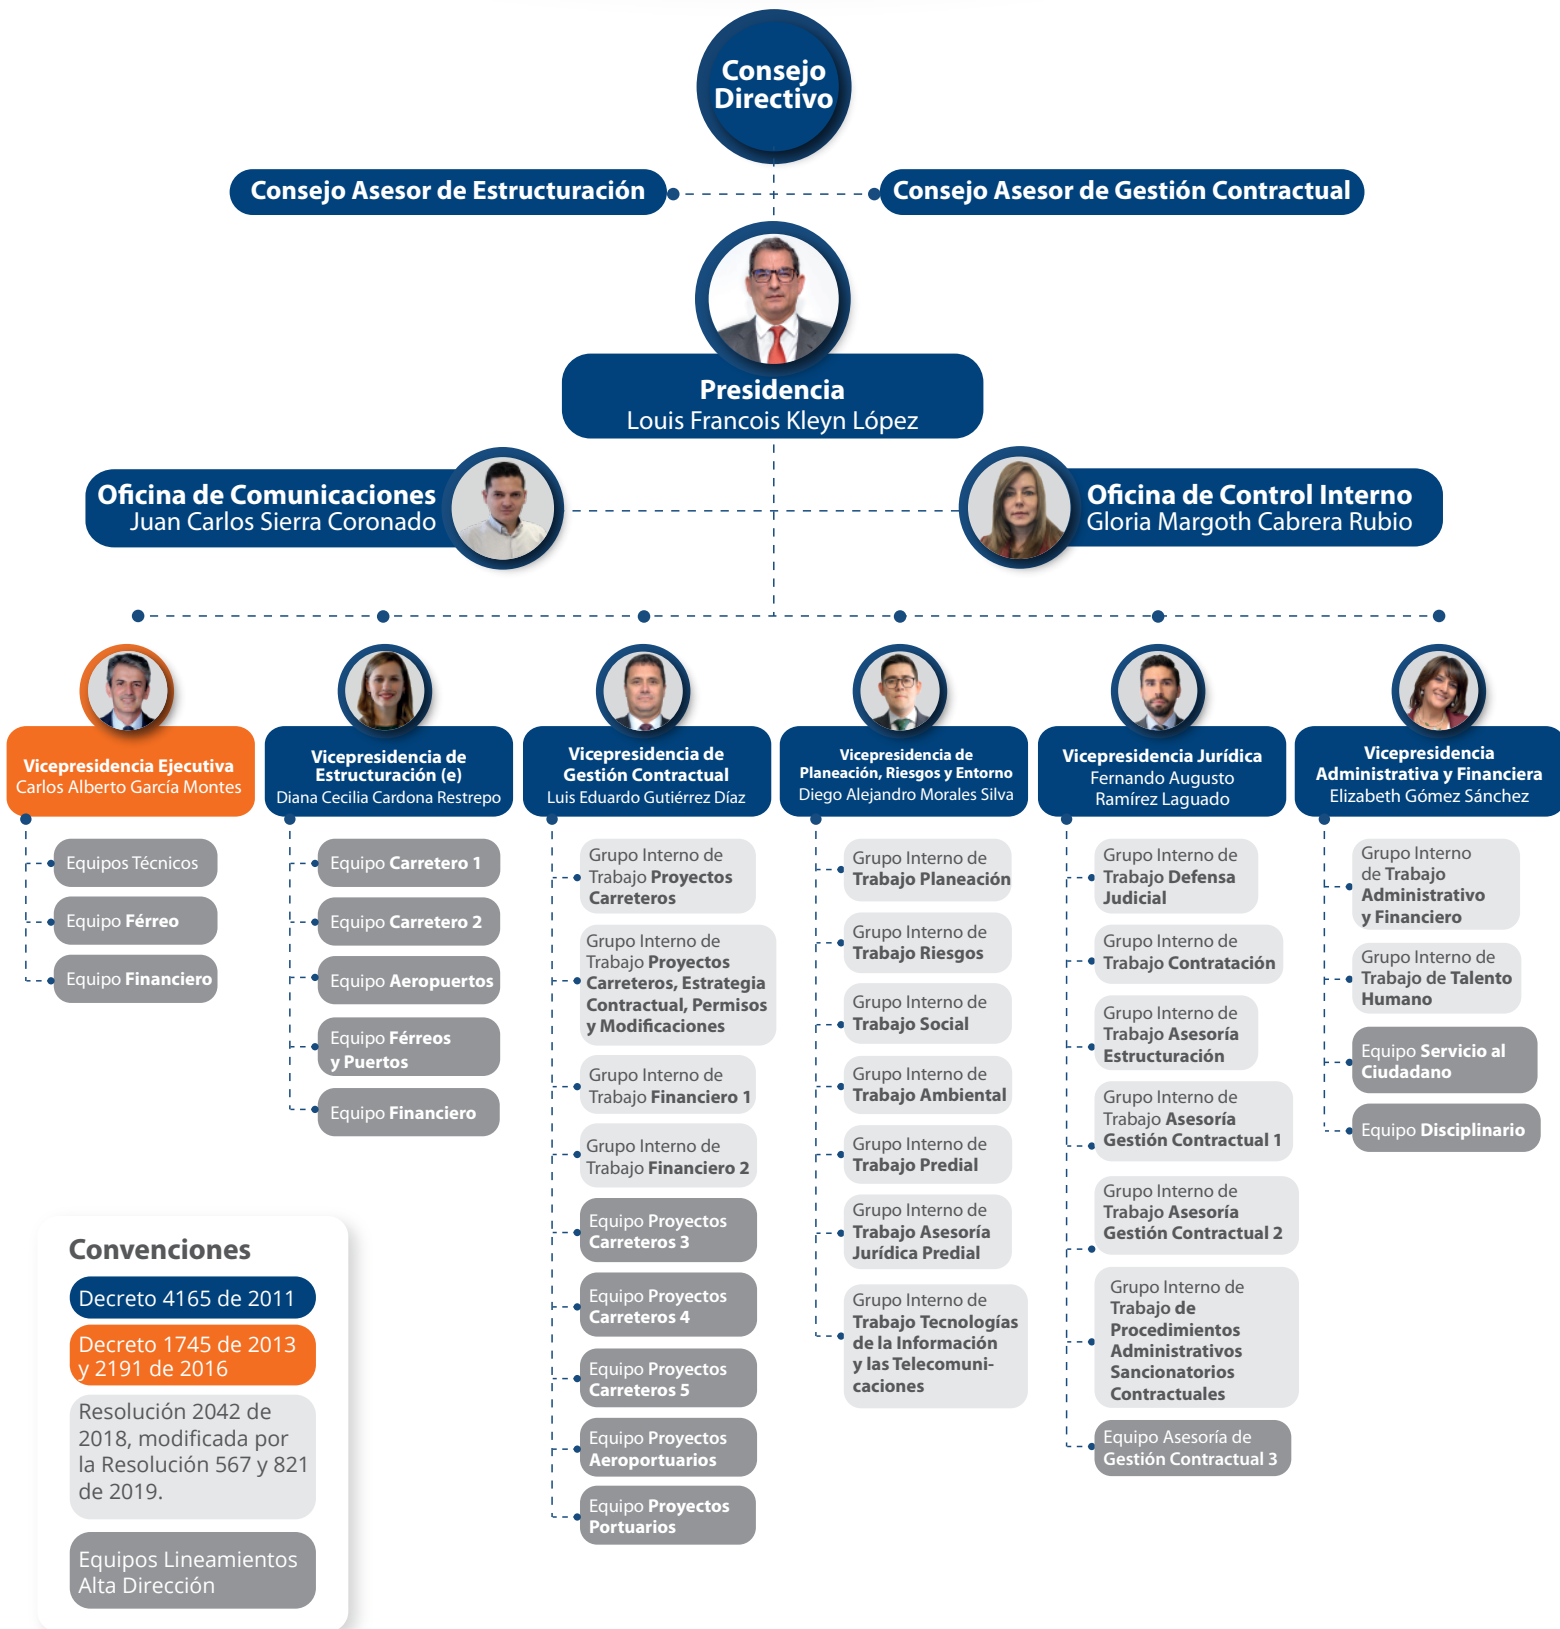 Consejo
Directivo
Consejo Asesor de Estructuración
Consejo Asesor de Gestión Contractual
Presidencia
Louis Francois Kleyn López
Oficina de Comunicaciones
Juan Carlos Sierra Coronado
Oficina de Control Interno
Gloria Margoth Cabrera Rubio
Vicepresidencia Ejecutiva
Carlos Alberto García Montes
Equipos Técnicos
Equipo Férreo
Equipo Financiero
Vicepresidencia de
Estructuración (e)
Diana Cecilia Cardona Restrepo
Equipo Carretero 1
Equipo Carretero 2
Equipo Aeropuertos
Equipo Férreos
y Puertos
Equipo Financiero
Vicepresidencia de
Gestión Contractual
Luis Eduardo Gutiérrez Díaz
Grupo Interno de
Trabajo Proyectos
Carreteros
Grupo Interno de
Trabajo Proyectos
Carreteros, Estrategia
Contractual, Permisos
y Modificaciones
Grupo Interno de
Trabajo Financiero 1
Grupo Interno de
Trabajo Financiero 2
Equipo Proyectos
Carreteros 3
Equipo Proyectos
Carreteros 4
Equipo Proyectos
Carreteros 5
Equipo Proyectos
Aeroportuarios
Equipo Proyectos
Portuarios
Vicepresidencia de
Planeación, Riesgos y Entorno
Diego Alejandro Morales Silva
Grupo Interno de
Trabajo Planeación
Grupo Interno de
Trabajo Riesgos
Grupo Interno de
Trabajo Social
Grupo Interno de
Trabajo Ambiental
Grupo Interno de
Trabajo Predial
Grupo Interno de
Trabajo Asesoría
Jurídica Predial
Grupo Interno de
Trabajo Tecnologías
de la Información
y las Telecomuni-
caciones
Vicepresidencia Jurídica
Fernando Augusto
Ramírez Laguado
Grupo Interno de
Trabajo Defensa
Judicial
Grupo Interno de
Trabajo Contratación
Grupo Interno de
Trabajo Asesoría
Estructuración
Grupo Interno de
Trabajo Asesoría
Gestión Contractual 1
Grupo Interno de
Trabajo Asesoría
Gestión Contractual 2
Grupo Interno de
Trabajo de
Procedimientos
Administrativos
Sancionatorios
Contractuales
Equipo Asesoría de
Gestión Contractual 3
Vicepresidencia
Administrativa y Financiera
Elizabeth Gómez Sánchez
Grupo Interno
de Trabajo
Administrativo
y Financiero
Grupo Interno de
Trabajo de Talento
Humano
Equipo Servicio al
Ciudadano
Equipo Disciplinario
Convenciones
Decreto 4165 de 2011
Decreto 1745 de 2013
y 2191 de 2016
Resolución 2042 de
2018, modificada por
la Resolución 567 y 821
de 2019.
Equipos Lineamientos
Alta Dirección